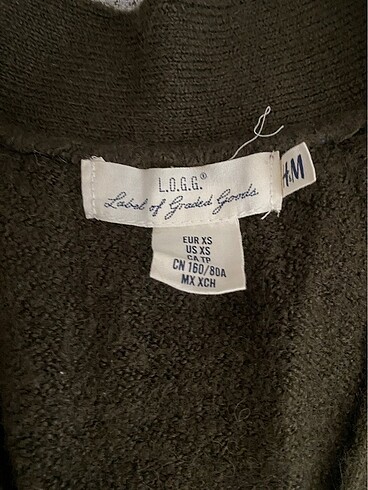 L.O.G.G.®
Label of Graded Goods
H.M
EUR XS
US XS
CA TP
CN 160/80A
MX XCH